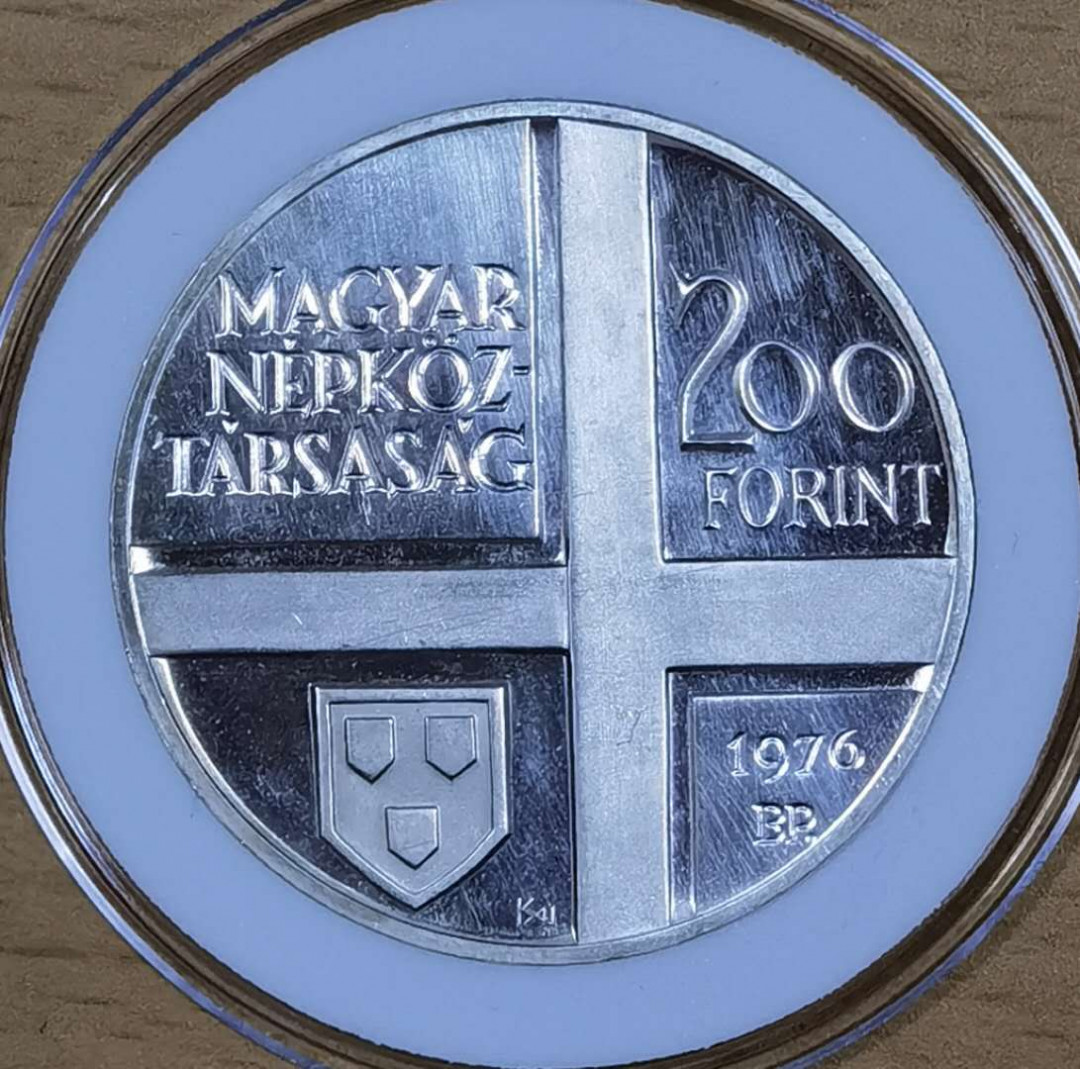 MAGYAR
NÉPKÖZ-
TÁRSASÁG
200
FORINT
1976
BP.